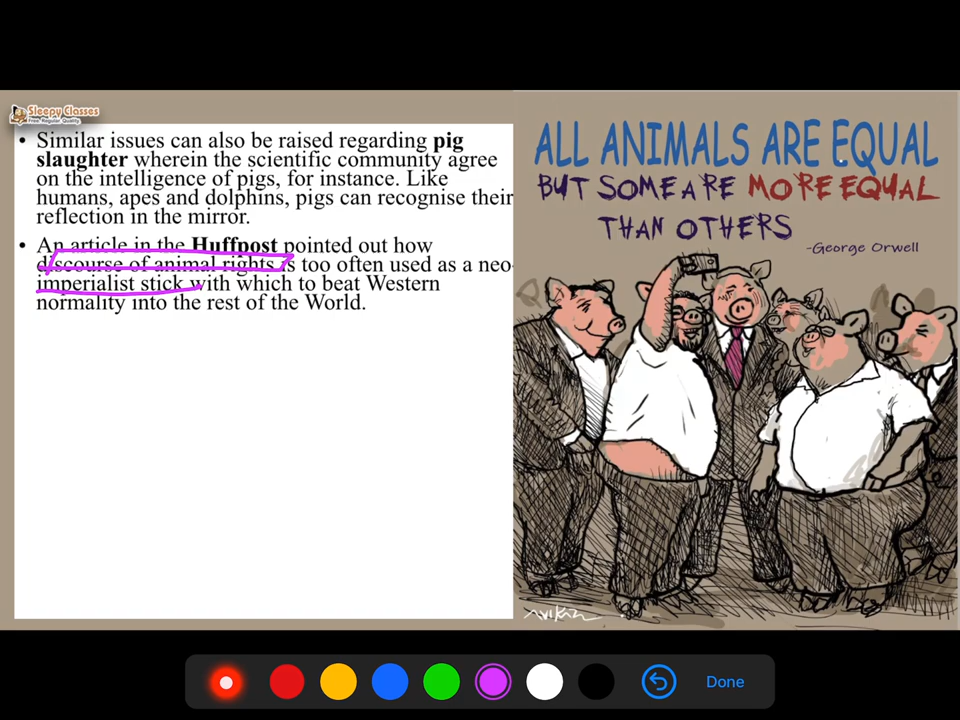 Sleepy Classes
Free. Regular. Quality.
• Similar issues can also be raised regarding pig
slaughter wherein the scientific community agree
on the intelligence of pigs, for instance. Like
humans, apes and dolphins, pigs can recognise their
reflection in the mirror.
• An article in the Huffpost pointed out how
discourse of animal rights is too often used as a neo-
imperialist stick with which to beat Western
normality into the rest of the World.
ALL ANIMALS ARE EQUAL
BUT SOME ARE MORE EQUAL
THAN OTHERS
-George Orwell
Done